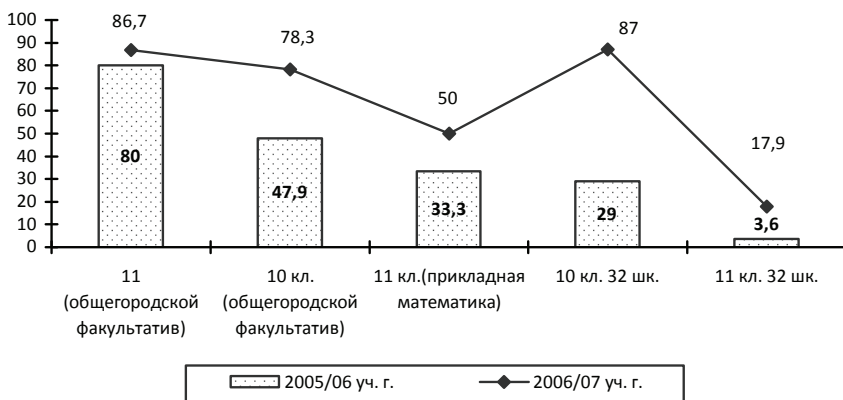 100
90
80
70
60
50
40
30
20
10
0
86,7
78,3
50
87
17,9
80
47,9
33,3
29
3,6
11
(общегородской
факультатив)
10 кл.
(общегородской
факультатив)
11 кл.(прикладная
математика)
10 кл. 32 шк.
11 кл. 32 шк.
2005/06 уч. г.
2006/07 уч. г.